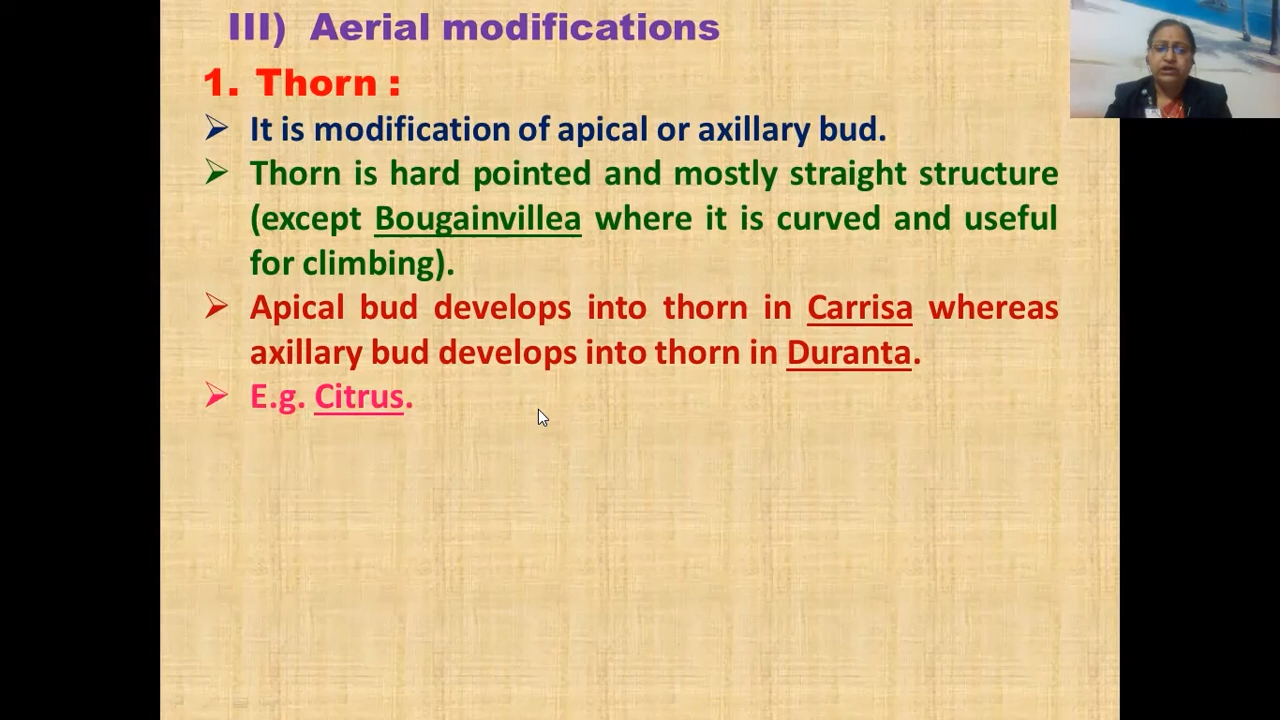 III) Aerial modifications
1. Thorn :
➢ It is modification of apical or axillary bud.
➢ Thorn is hard pointed and mostly straight structure
(except Bougainvillea where it is curved and useful
for climbing).
➢ Apical bud develops into thorn in Carrisa whereas
axillary bud develops into thorn in Duranta.
➢ E.g. Citrus.